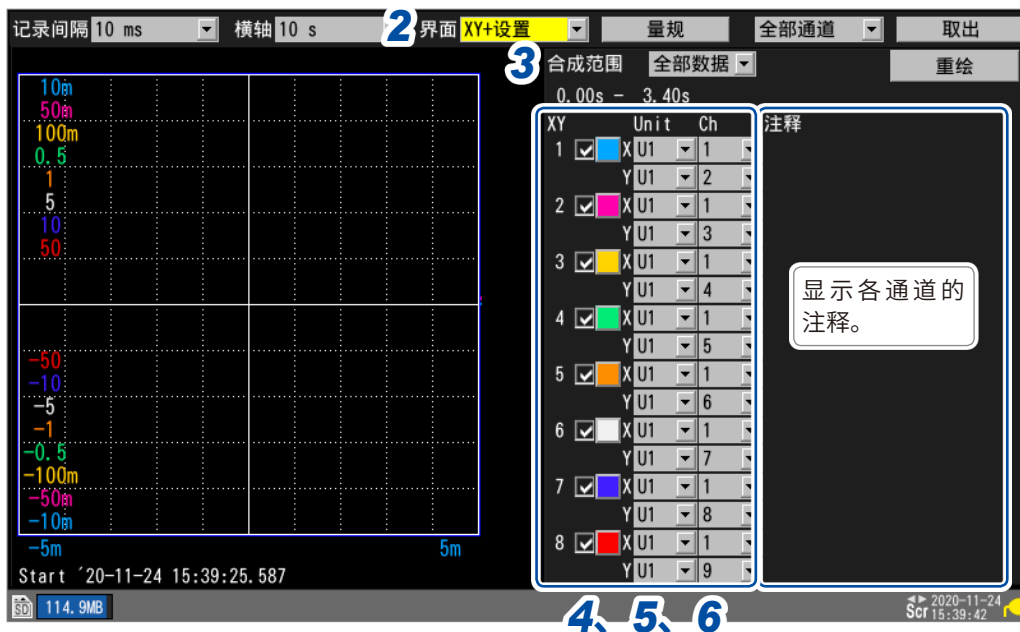 记录间隔 10 ms 横轴 10 s 2 界面 XY+设置 量规 全部通道 取出
3 合成范围 全部数据 重绘
0.00s - 3.40s
XY Unit Ch 注释
1 X U1 1
Y U1 2
2 X U1 1
Y U1 3
3 X U1 1
Y U1 4
4 X U1 1
Y U1 5
5 X U1 1
Y U1 6
6 X U1 1
Y U1 7
7 X U1 1
Y U1 8
8 X U1 1
Y U1 9
显示各通道的
注释。
10m
50m
100m
0.5
1
5
10
50
-50
-10
-5
-1
-0.5
-100m
-50m
-10m
-5m 5m
Start ´20-11-24 15:39:25.587
4、5、6
SD 114.9MB
Scr 2020-11-24
15:39:42